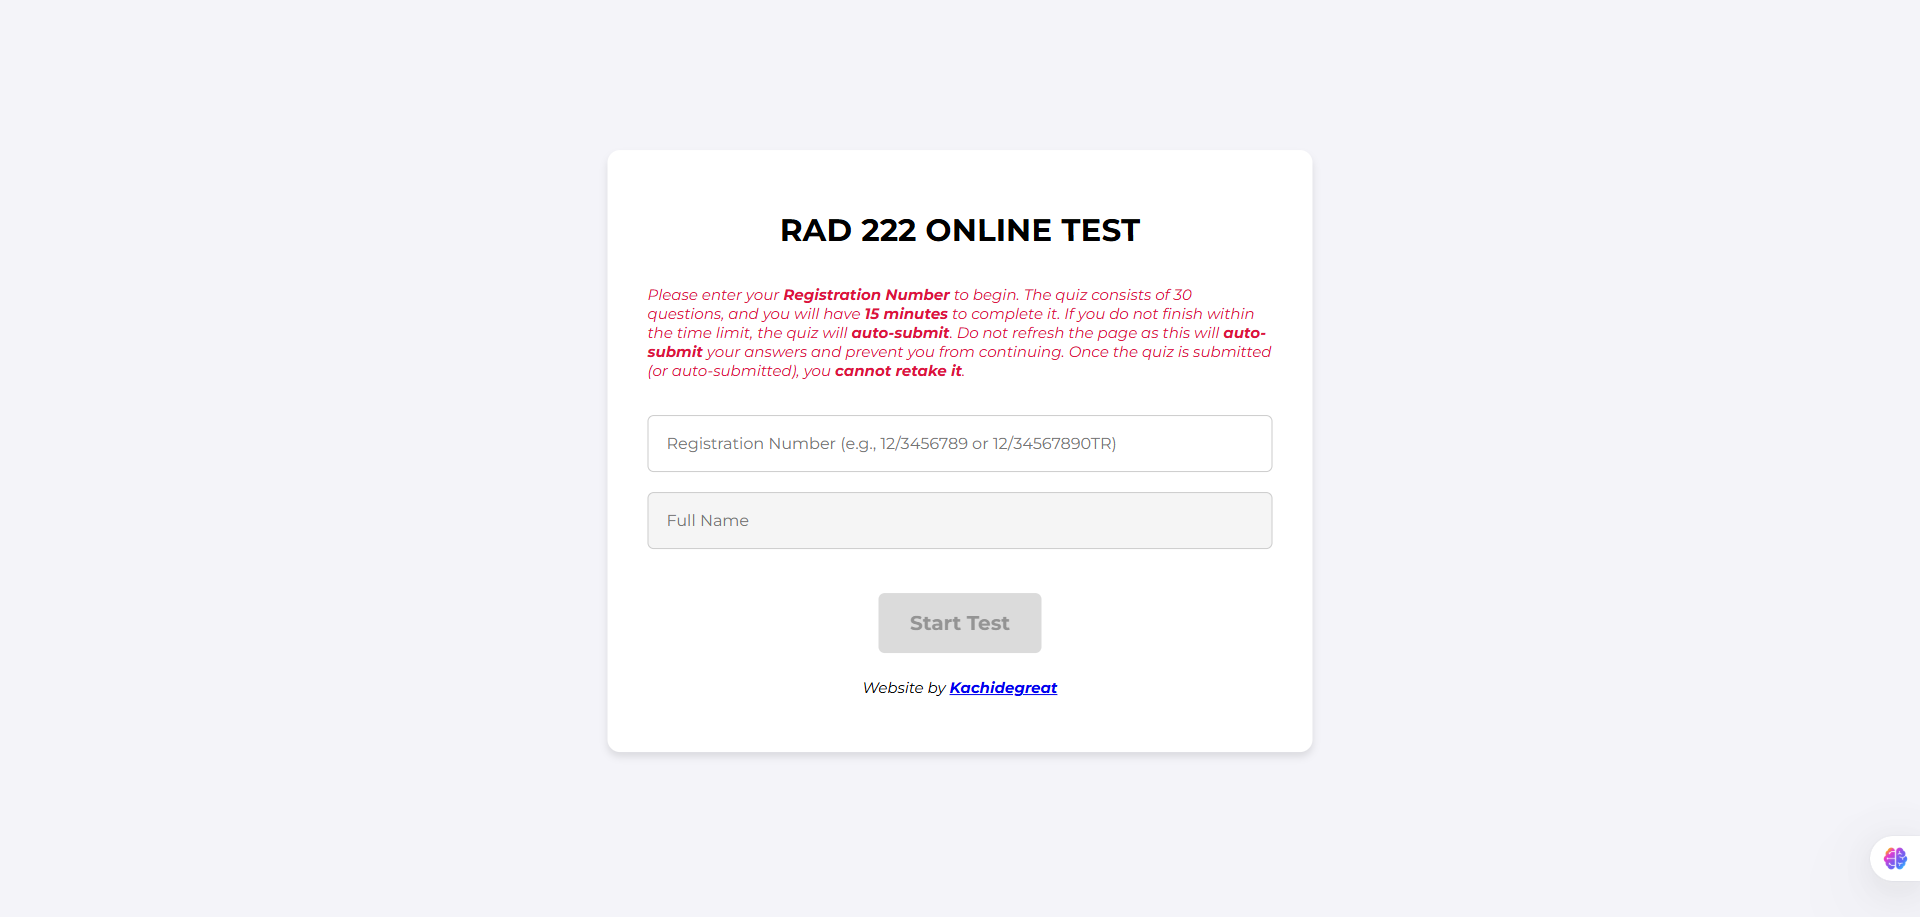 RAD 222 ONLINE TEST
Please enter your Registration Number to begin. The quiz consists of 30
questions, and you will have 15 minutes to complete it. If you do not finish within
the time limit, the quiz will auto-submit. Do not refresh the page as this will auto-
submit your answers and prevent you from continuing. Once the quiz is submitted
(or auto-submitted), you cannot retake it.
Registration Number (e.g., 12/3456789 or 12/34567890TR)
Full Name
Start Test
Website by Kachidegreat